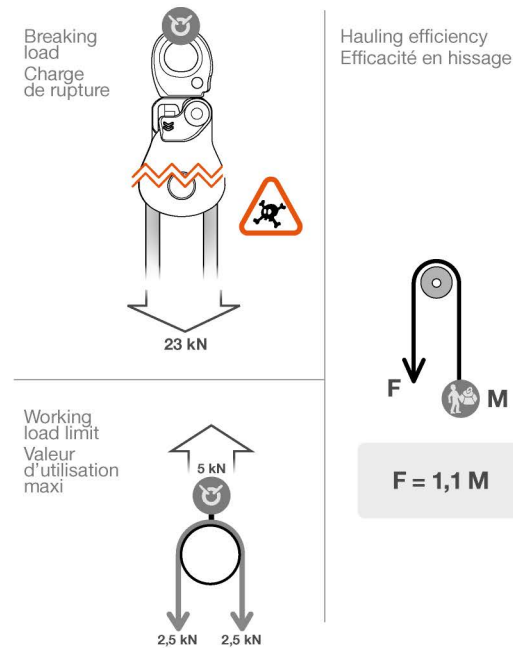 Breaking
load
Charge
de rupture
23 kN
Working
load limit
Valeur
d'utilisation
maxi
5 kN
2,5 kN 2,5 kN
Hauling efficiency
Efficacité en hissage
F
M
F = 1,1 M